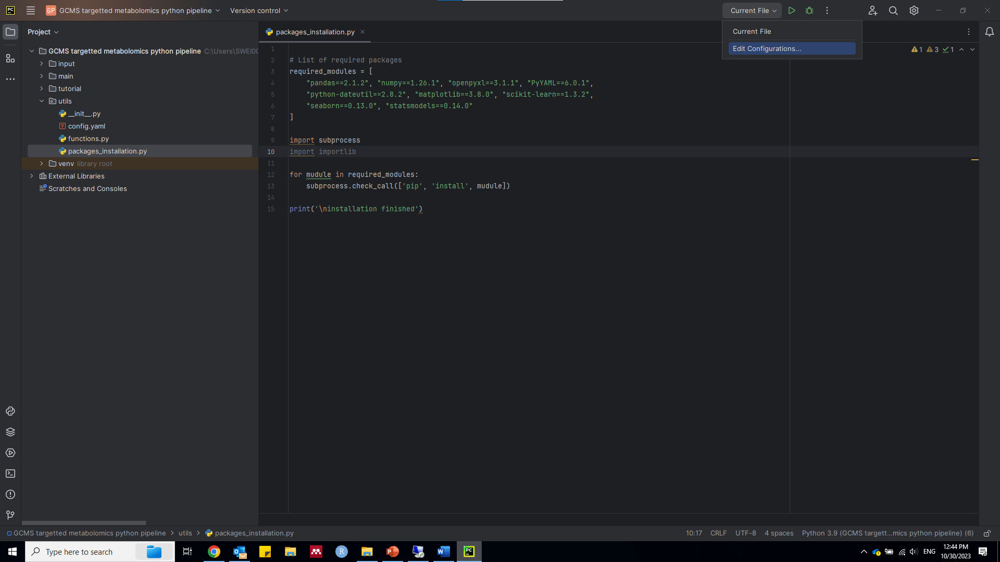 PC
GP GCMS targetted metabolomics python pipeline
Version control
Current File
Current File
Edit Configurations...
Project
packages_installation.py
1 3 1
GCMS targetted metabolomics python pipeline C:\Users\SWEI00
input
main
tutorial
utils
__init__.py
Y config.yaml
functions.py
packages_installation.py
venv library root
External Libraries
Scratches and Consoles
1
2 # List of required packages
3 required_modules = [
4 "pandas==2.1.2", "numpy==1.26.1", "openpyxl==3.1.1", "PyYAML==6.0.1",
5 "python-dateutil==2.8.2", "matplotlib==3.8.0", "scikit-learn==1.3.2",
6 "seaborn==0.13.0", "statsmodels==0.14.0"
7 ]
8
9 import subprocess
10 import importlib
11
12 for mudule in required_modules:
13 subprocess.check_call(['pip', 'install', mudule])
14
15 print('\ninstallation finished')
GCMS targetted metabolomics python pipeline > utils > packages_installation.py
10:17 CRLF UTF-8 4 spaces Python 3.9 (GCMS targett...mics python pipeline) (6)
Type here to search
R
P
W
PC
ENG
12:44 PM
10/30/2023